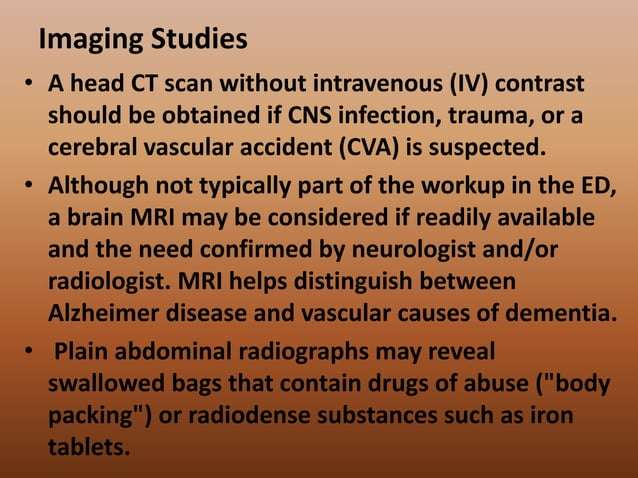 Imaging Studies
• A head CT scan without intravenous (IV) contrast
should be obtained if CNS infection, trauma, or a
cerebral vascular accident (CVA) is suspected.
• Although not typically part of the workup in the ED,
a brain MRI may be considered if readily available
and the need confirmed by neurologist and/or
radiologist. MRI helps distinguish between
Alzheimer disease and vascular causes of dementia.
• Plain abdominal radiographs may reveal
swallowed bags that contain drugs of abuse ("body
packing") or radiodense substances such as iron
tablets.